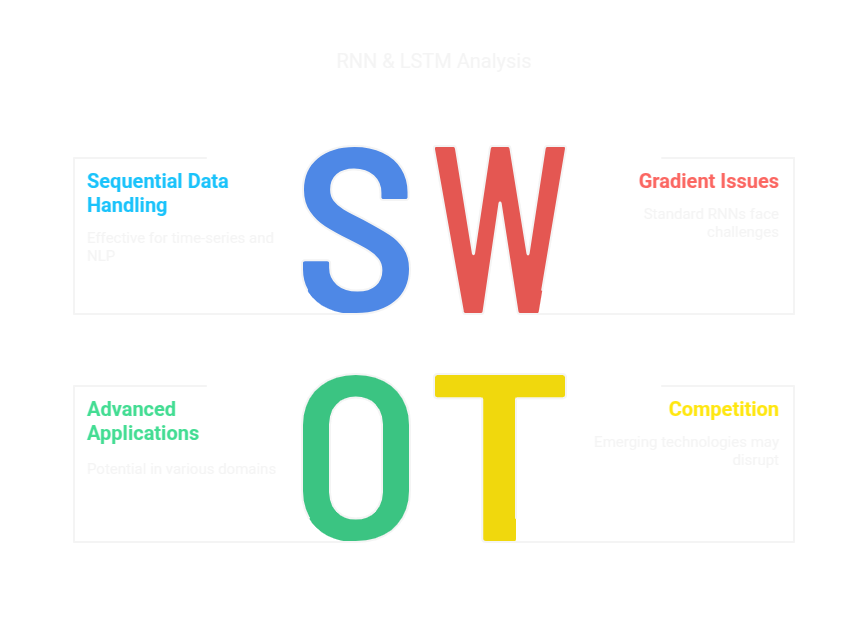 RNN & LSTM Analysis
S W
Sequential Data
Handling
Effective for time-series and
NLP
Gradient Issues
Standard RNNs face
challenges
O T
Advanced
Applications
Potential in various domains
Competition
Emerging technologies may
disrupt